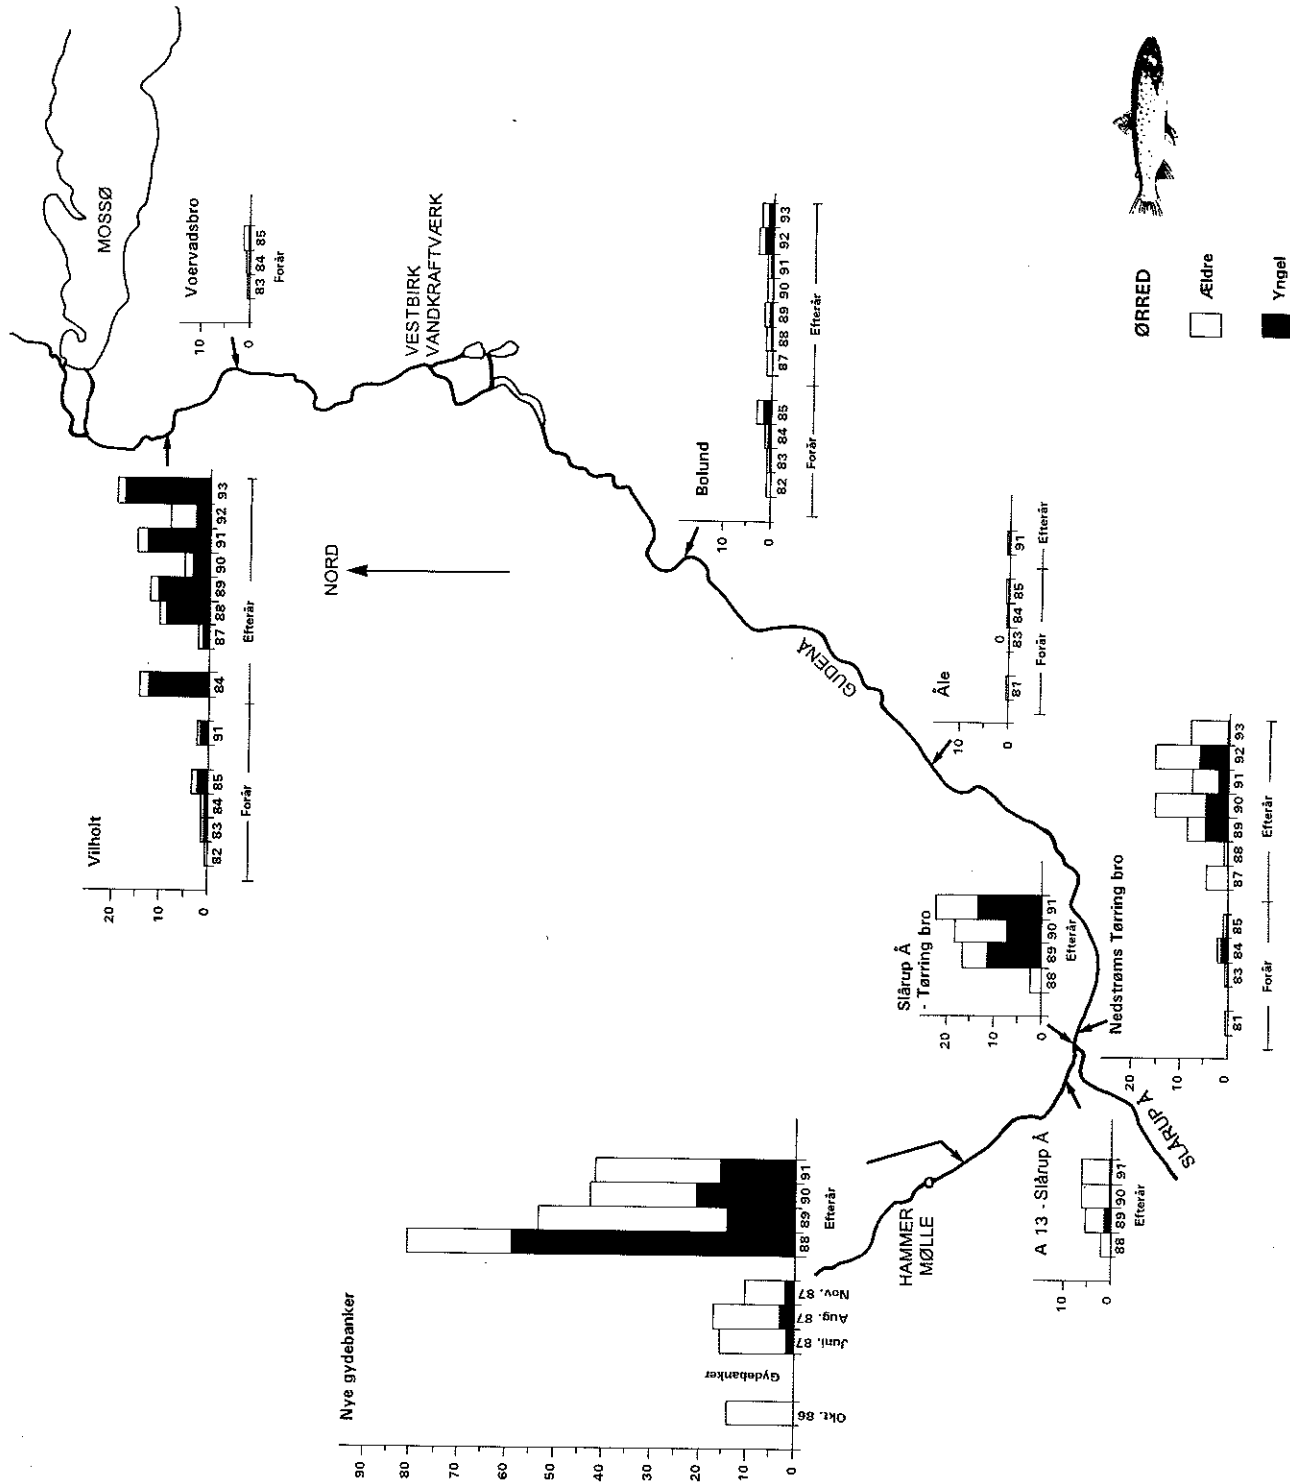 MOSSØ
Voervadsbro
10
0
83 84 85
Forår
Vilholt
20
10
0
82 83 84 85 91 84 87 88 89 90 91 92 93
Forår
Efterår
VESTBIRK
VANDKRAFTVÆRK
NORD
Bolund
10
0
82 83 84 85 87 88 89 90 91 92 93
Forår
Efterår
GUDENÅ
Åle
10
0
0
81 83 84 85 91
Forår
Efterår
Slårup Å
- Tørring bro
20
10
0
88 89 90 91
Efterår
Nedstrøms Tørring bro
20
10
0
81 83 84 85 87 88 89 90 91 92 93
Forår
Efterår
Nye gydebanker
90
80
70
60
50
40
30
20
10
0
Okt. 86
Gydebanker
Juni. 87
Aug. 87
Nov. 87
88 89 90 91
Efterår
HAMMER
MØLLE
A 13 - Slårup Å
10
0
88 89 90 91
Efterår
SLÅRUP Å
ØRRED
Ældre
Yngel